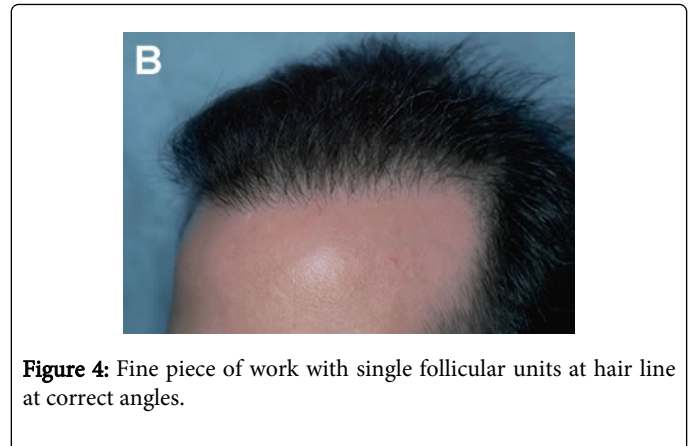 B
Figure 4: Fine piece of work with single follicular units at hair line
at correct angles.